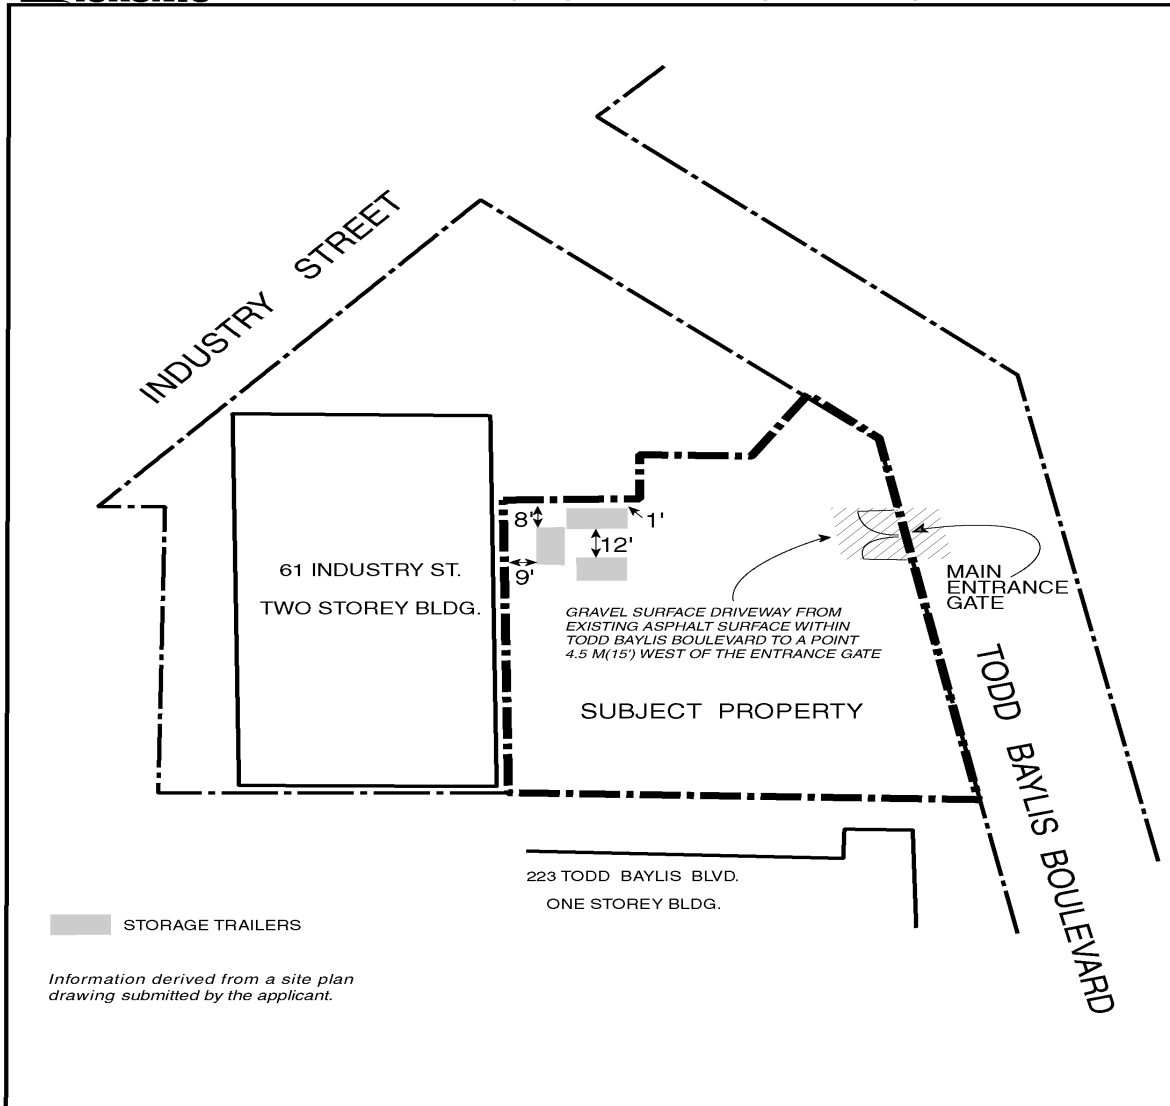 INDUSTRY STREET
8'
1'
12'
9'
61 INDUSTRY ST.
TWO STOREY BLDG.
MAIN
ENTRANCE
GATE
GRAVEL SURFACE DRIVEWAY FROM
EXISTING ASPHALT SURFACE WITHIN
TODD BAYLIS BOULEVARD TO A POINT
4.5 M(15') WEST OF THE ENTRANCE GATE
SUBJECT PROPERTY
TODD BAYLIS BOULEVARD
223 TODD BAYLIS BLVD.
ONE STOREY BLDG.
STORAGE TRAILERS
Information derived from a site plan
drawing submitted by the applicant.